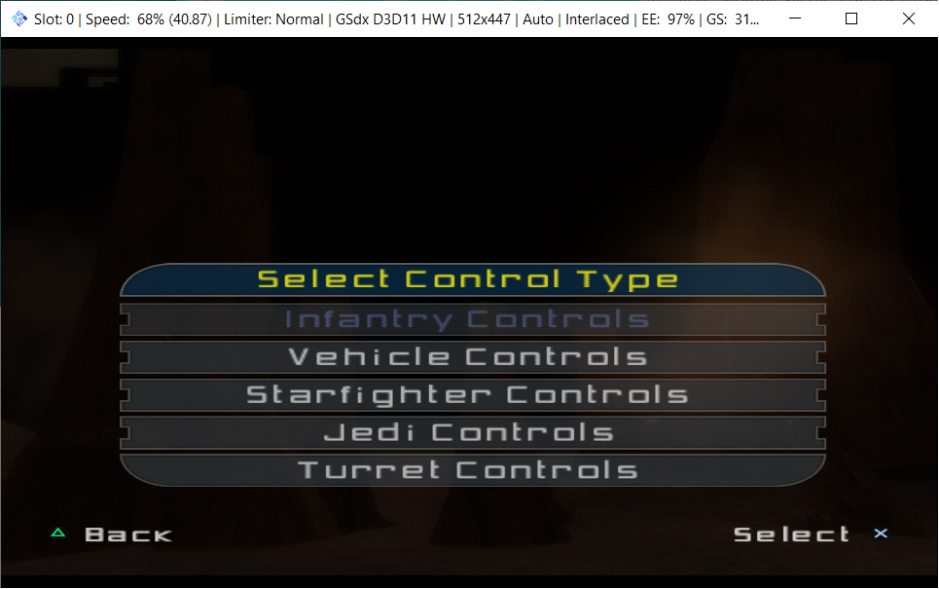 Slot: 0 | Speed: 68% (40.87) | Limiter: Normal | GSdx D3D11 HW | 512x447 | Auto | Interlaced | EE: 97% | GS: 31...
Select Control Type
Infantry Controls
Vehicle Controls
Starfighter Controls
Jedi Controls
Turret Controls
Back
Select